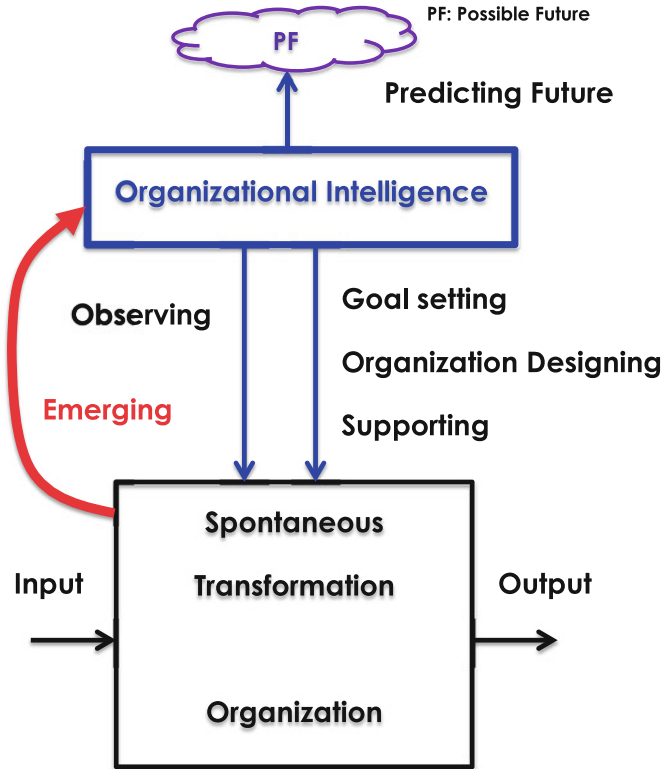 PF: Possible Future
PF
Predicting Future
Organizational Intelligence
Observing
Goal setting
Organization Designing
Emerging
Supporting
Spontaneous
Input
Transformation
Output
Organization